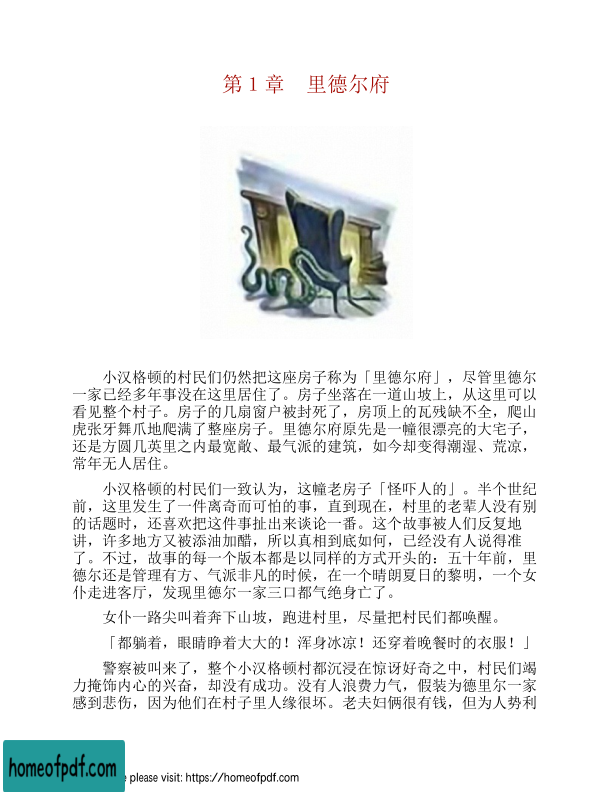 第 1 章　里德尔府
小汉格顿的村民们仍然把这座房子称为「里德尔府」，尽管里德尔
一家已经多年事没在这里居住了。房子坐落在一道山坡上，从这里可以
看见整个村子。房子的几扇窗户被封死了，房顶上的瓦残缺不全，爬山
虎张牙舞爪地爬满了整座房子。里德尔府原先是一幢很漂亮的大宅子，
还是方圆几英里之内最宽敞、最气派的建筑，如今却变得潮湿、荒凉，
常年无人居住。
小汉格顿的村民们一致认为，这幢老房子「怪吓人的」。半个世纪
前，这里发生了一件离奇而可怕的事，直到现在，村里的老辈人没有别
的话题时，还喜欢把这件事扯出来谈论一番。这个故事被人们反复地
讲，许多地方又被添油加醋，所以真相到底如何，已经没有人说得准
了。不过，故事的每一个版本都是以同样的方式开头的：五十年前，里
德尔还是管理有方、气派非凡的时候，在一个晴朗夏日的黎明，一个女
仆走进客厅，发现里德尔一家三口都气绝身亡了。
女仆一路尖叫着奔下山坡，跑进村里，尽量把村民们都唤醒。
「都躺着，眼睛睁着大大的！浑身冰凉！还穿着晚餐时的衣服！」
警察被叫来了，整个小汉格顿村都沉浸在惊讶好奇之中，村民们竭
力掩饰内心的兴奋，却没有成功。没有人浪费力气，假装为德里尔一家
感到悲伤，因为他们在村子里人缘很坏。老夫妇俩很有钱，但为人势利
homeofpdf.com
e please visit: https://homeofpdf.com